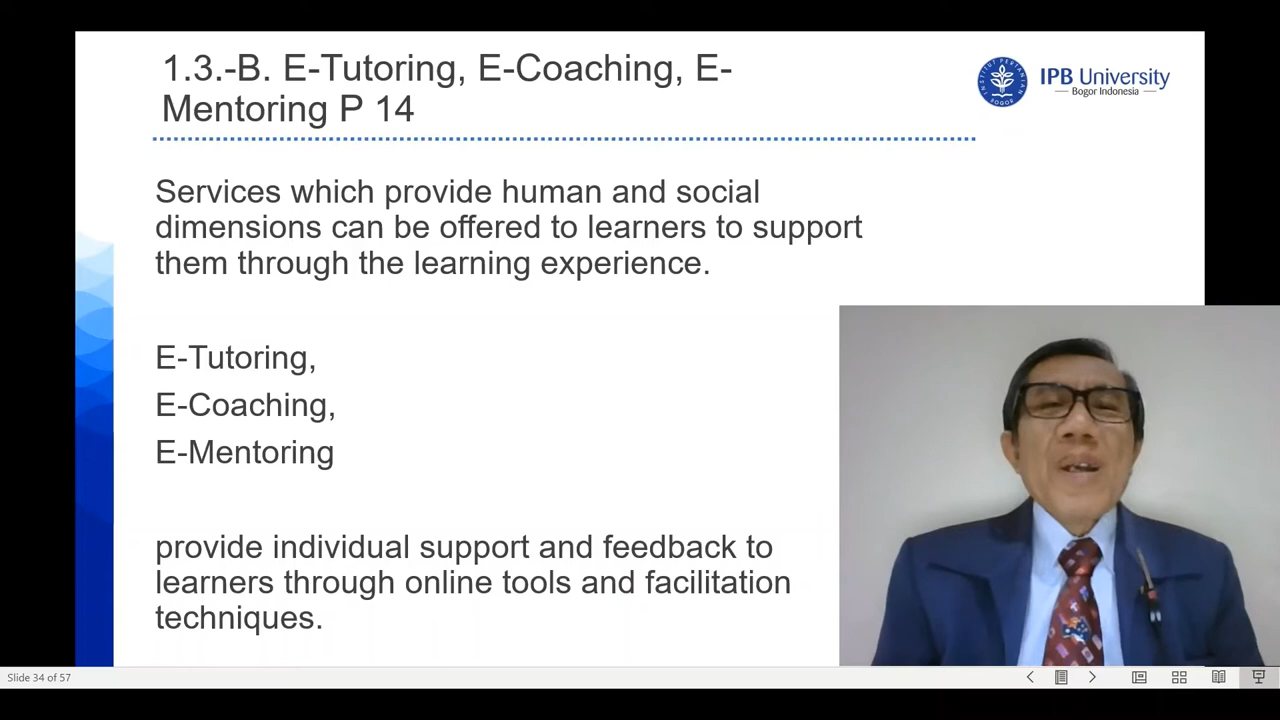 1.3.-B. E-Tutoring, E-Coaching, E-
Mentoring P 14
IPB University
Bogor Indonesia
Services which provide human and social
dimensions can be offered to learners to support
them through the learning experience.
E-Tutoring,
E-Coaching,
E-Mentoring
provide individual support and feedback to
learners through online tools and facilitation
techniques.
Slide 34 of 57